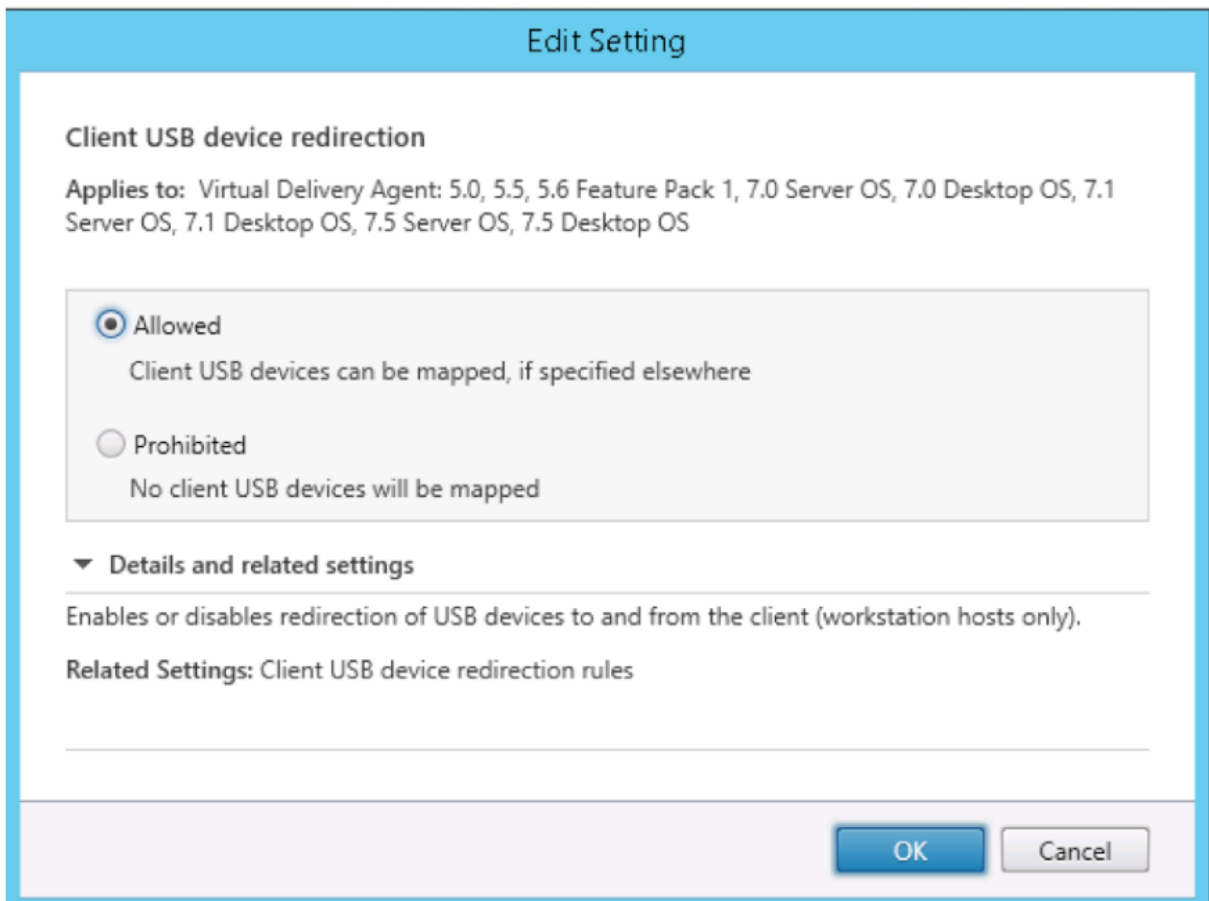 Edit Setting
Client USB device redirection
Applies to: Virtual Delivery Agent: 5.0, 5.5, 5.6 Feature Pack 1, 7.0 Server OS, 7.0 Desktop OS, 7.1
Server OS, 7.1 Desktop OS, 7.5 Server OS, 7.5 Desktop OS
Allowed
Client USB devices can be mapped, if specified elsewhere
Prohibited
No client USB devices will be mapped
Details and related settings
Enables or disables redirection of USB devices to and from the client (workstation hosts only).
Related Settings: Client USB device redirection rules
OK Cancel